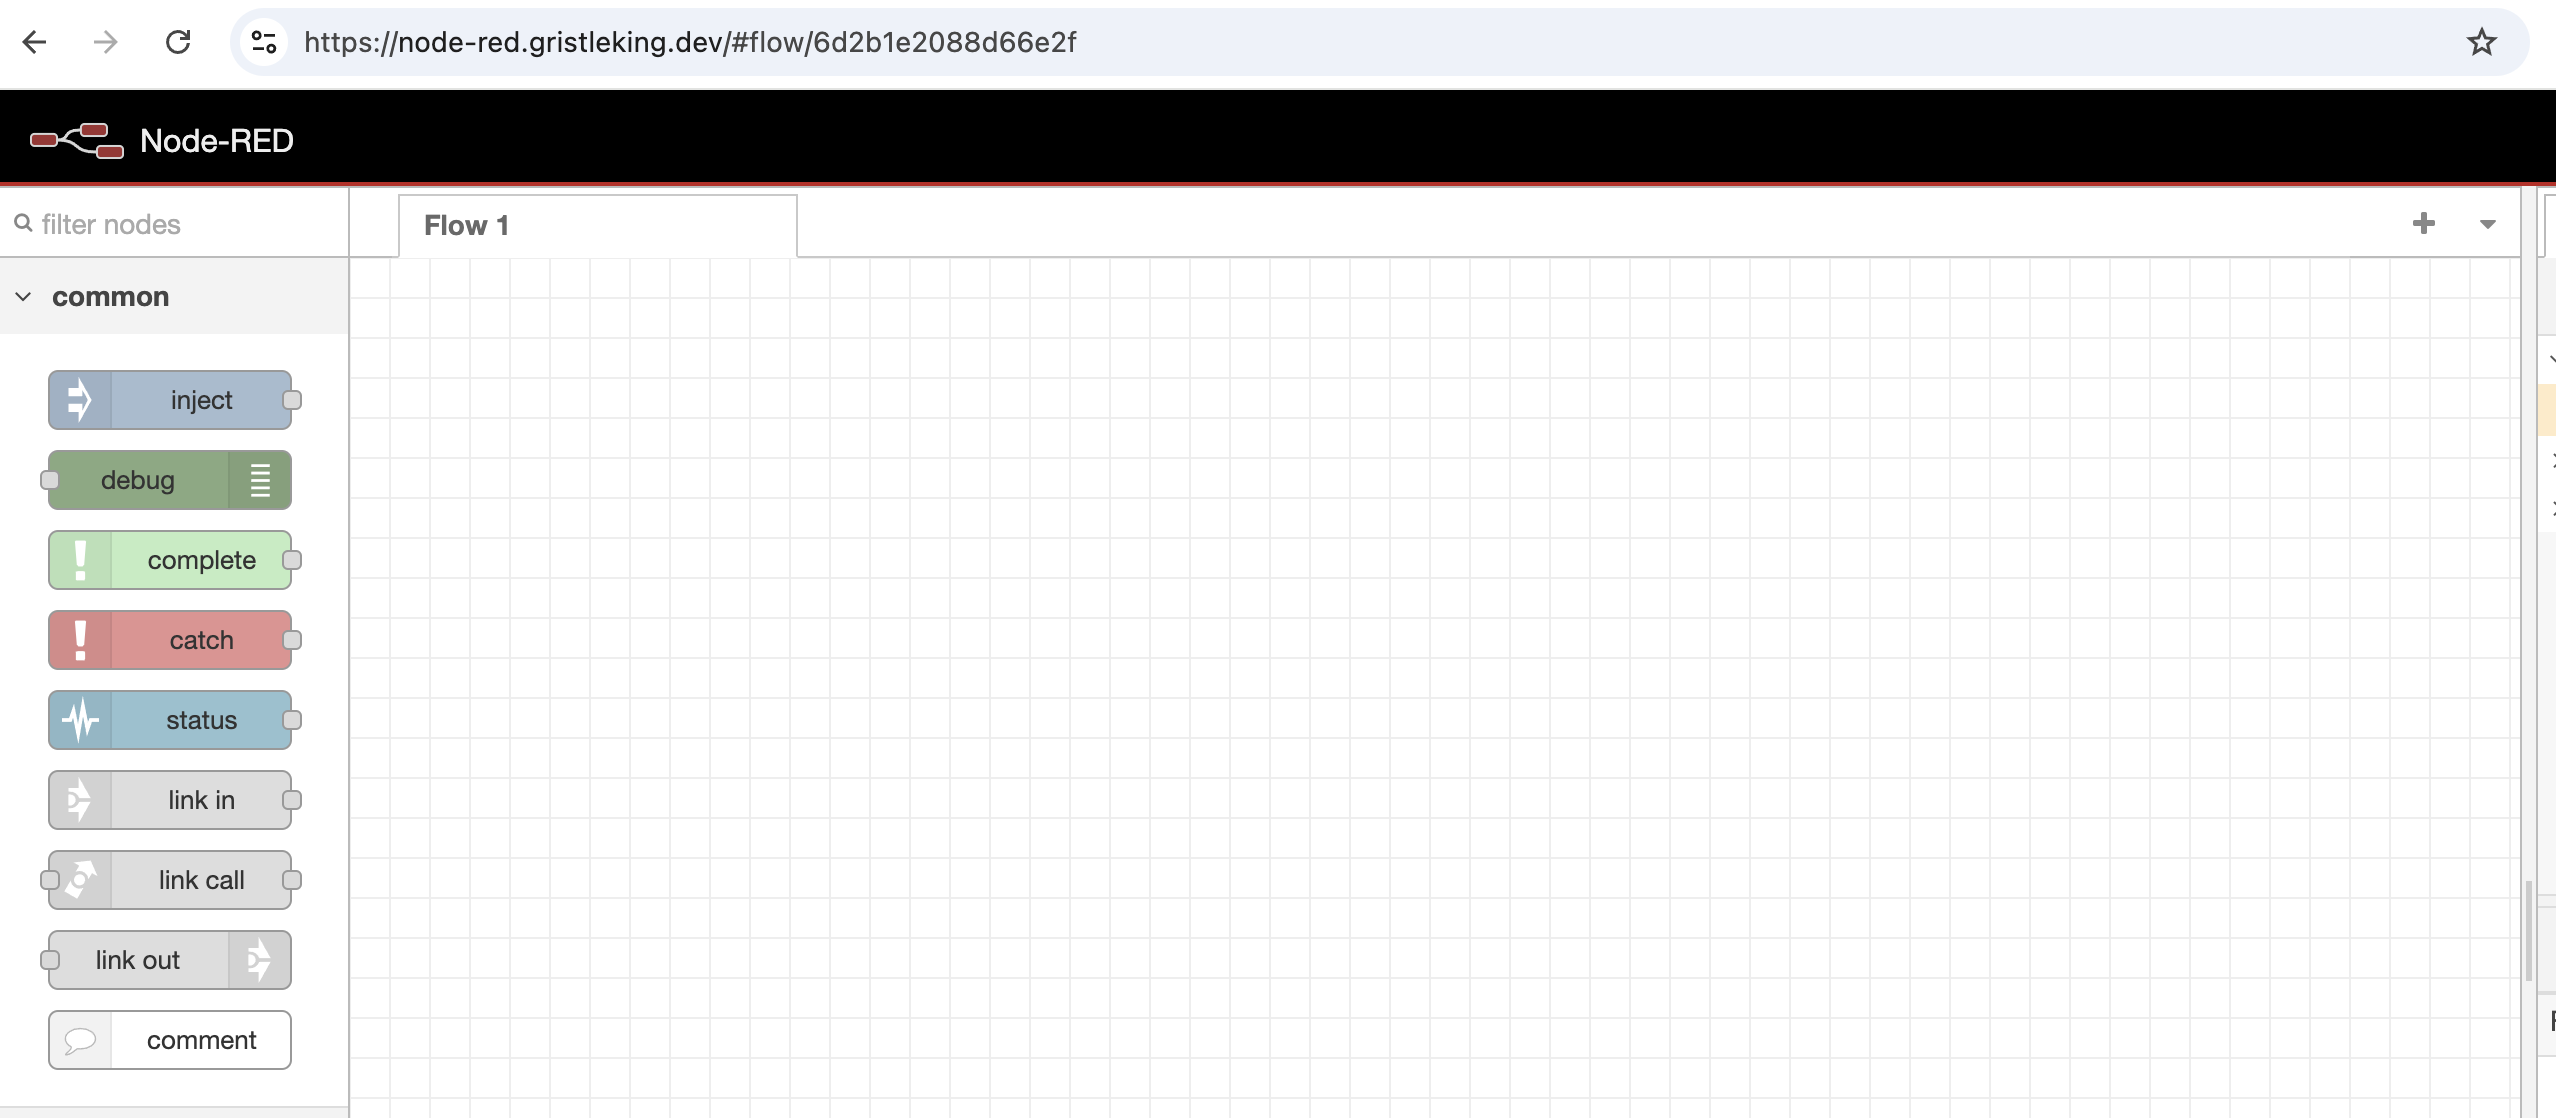 https://node-red.gristleking.dev/#flow/6d2b1e2088d66e2f
Node-RED
filter nodes
Flow 1
common
inject
debug
complete
catch
status
link in
link call
link out
comment